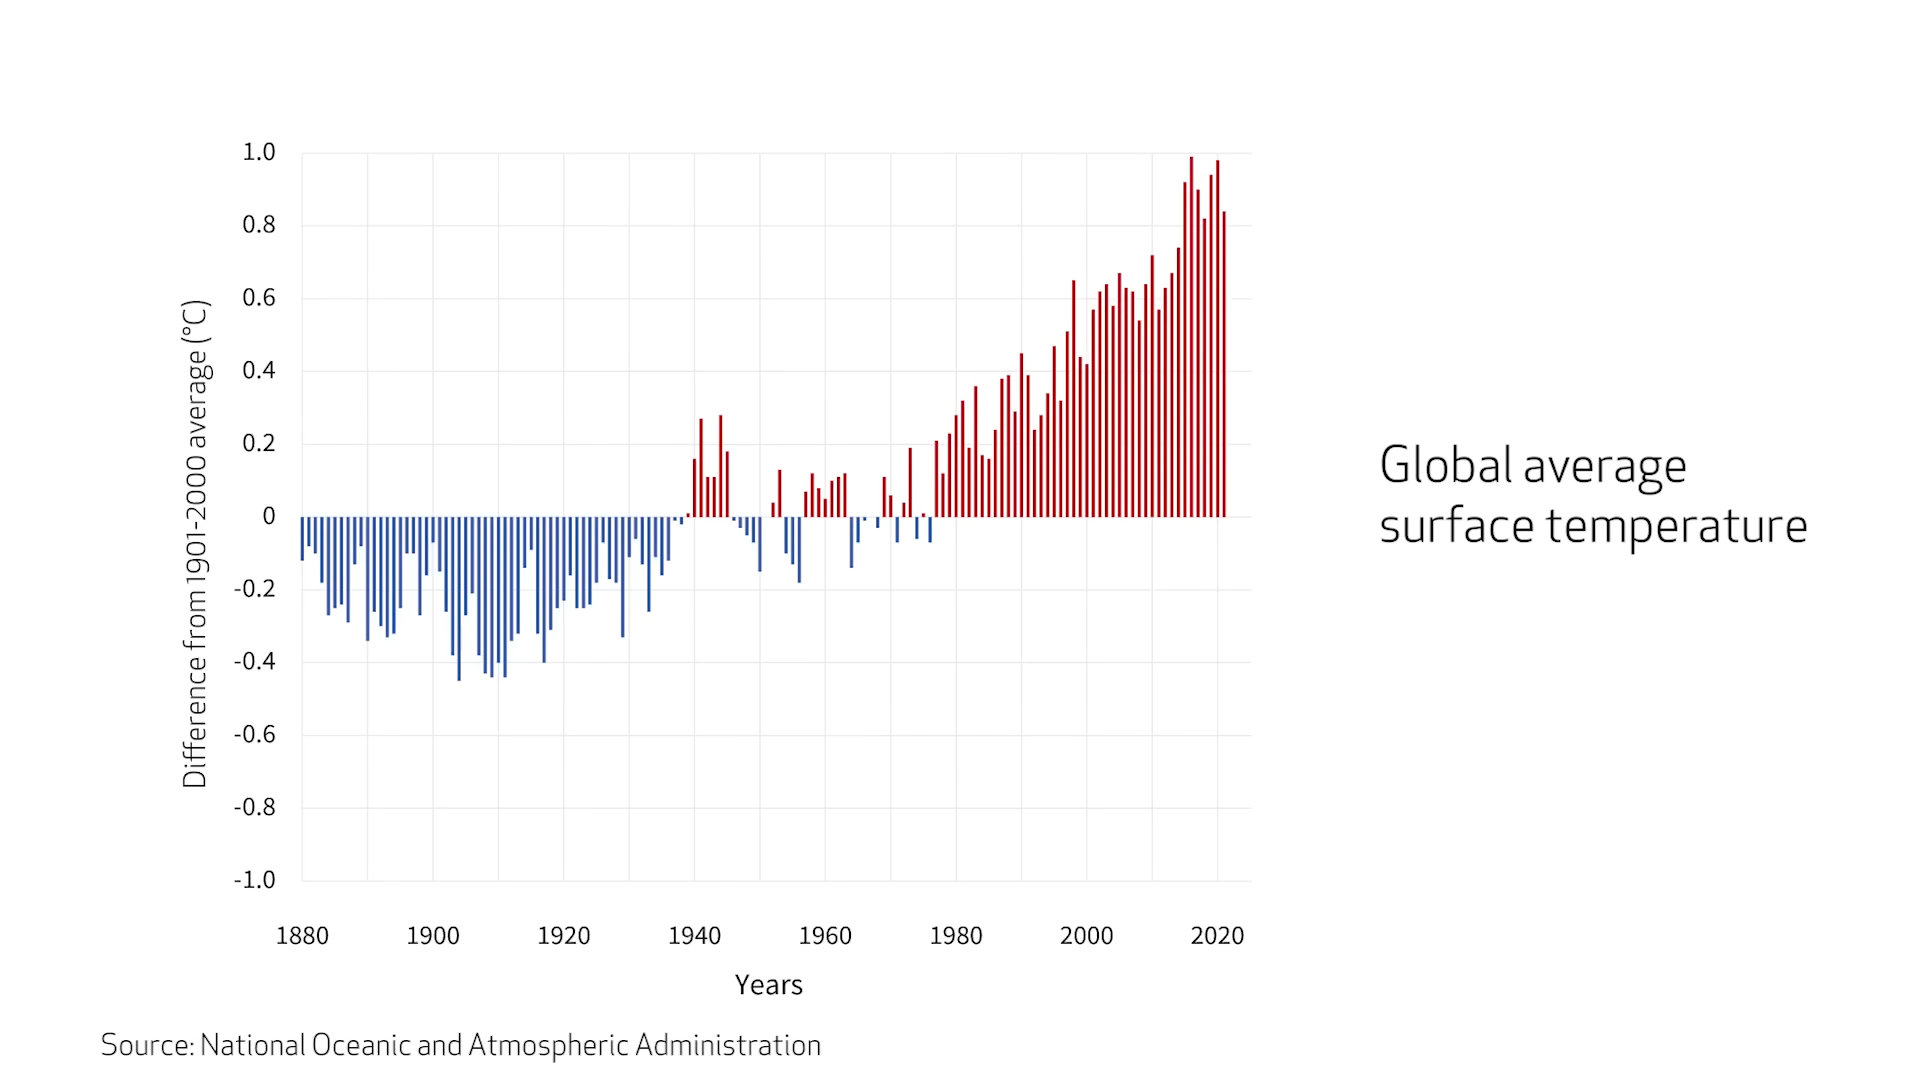 1.0
0.8
0.6
0.4
0.2
0
-0.2
-0.4
-0.6
-0.8
-1.0
Difference from 1901-2000 average (°C)
1880 1900 1920 1940 1960 1980 2000 2020
Years
Global average
surface temperature
Source: National Oceanic and Atmospheric Administration